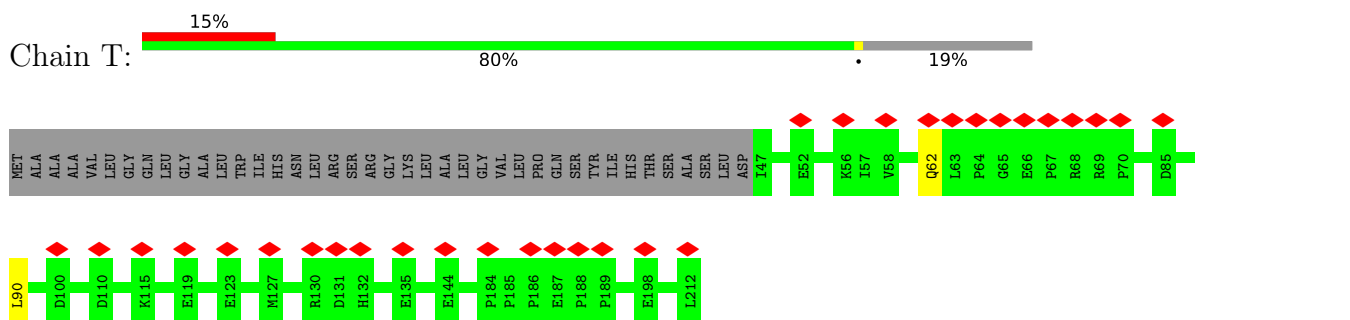 15%
Chain T:
80%
•
19%
MET ALA ALA ALA VAL LEU GLY GLN LEU GLY ALA LEU TRP ILE HIS ASN LEU ARG SER ARG GLY LYS LEU ALA LEU GLY VAL LEU PRO GLN SER TYR ILE HIS THR SER ALA SER LEU ASP I47 E52 K56 I57 V58 Q62 L63 P64 G65 E66 P67 R68 R69 P70 D85
L90 D100 D110 K115 E119 E123 M127 R130 D131 H132 E135 E144 P184 P185 P186 E187 P188 P189 E198 L212